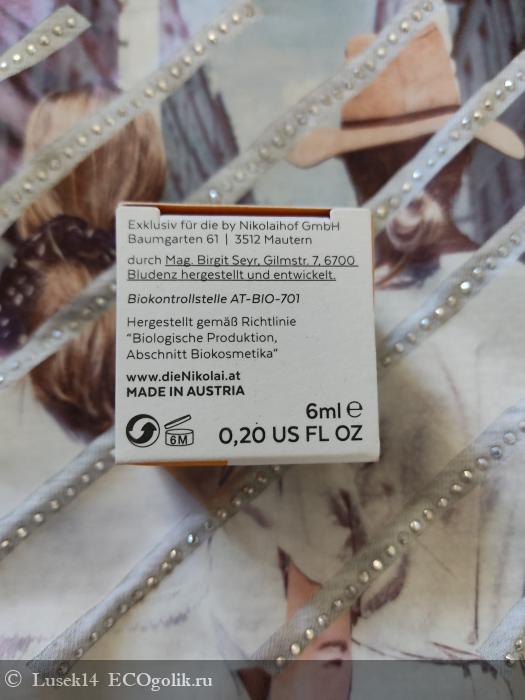 Exklusiv für die by Nikolaihof GmbH
Baumgarten 61 | 3512 Mautern
durch Mag. Birgit Seyr, Gilmstr. 7, 6700
Bludenz hergestellt und entwickelt.
Biokontrollstelle AT-BIO-701
Hergestellt gemäß Richtlinie
"Biologische Produktion,
Abschnitt Biokosmetika"
www.dieNikolai.at
MADE IN AUSTRIA
6M
6ml ℮
0,20 US FL OZ
© Lusek14 ECOgolik.ru